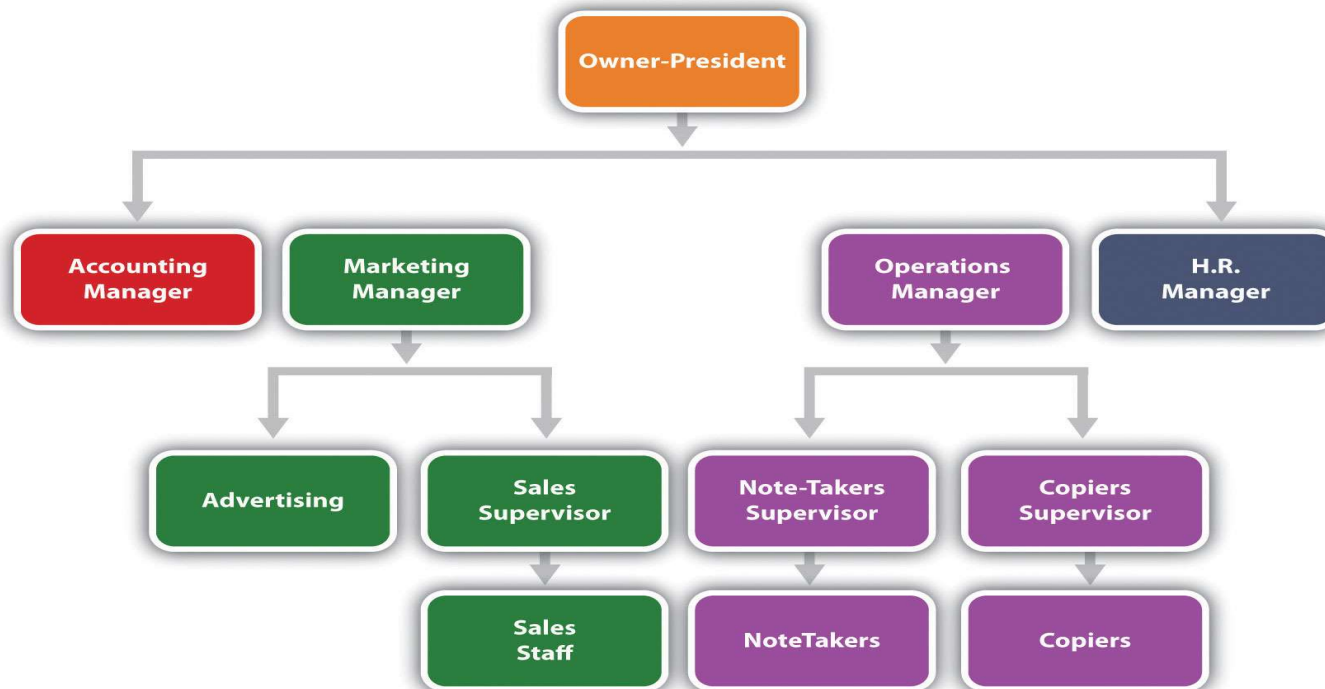 Owner-President
Accounting
Manager
Marketing
Manager
Operations
Manager
H.R.
Manager
Advertising
Sales
Supervisor
Note-Takers
Supervisor
Copiers
Supervisor
Sales
Staff
NoteTakers
Copiers